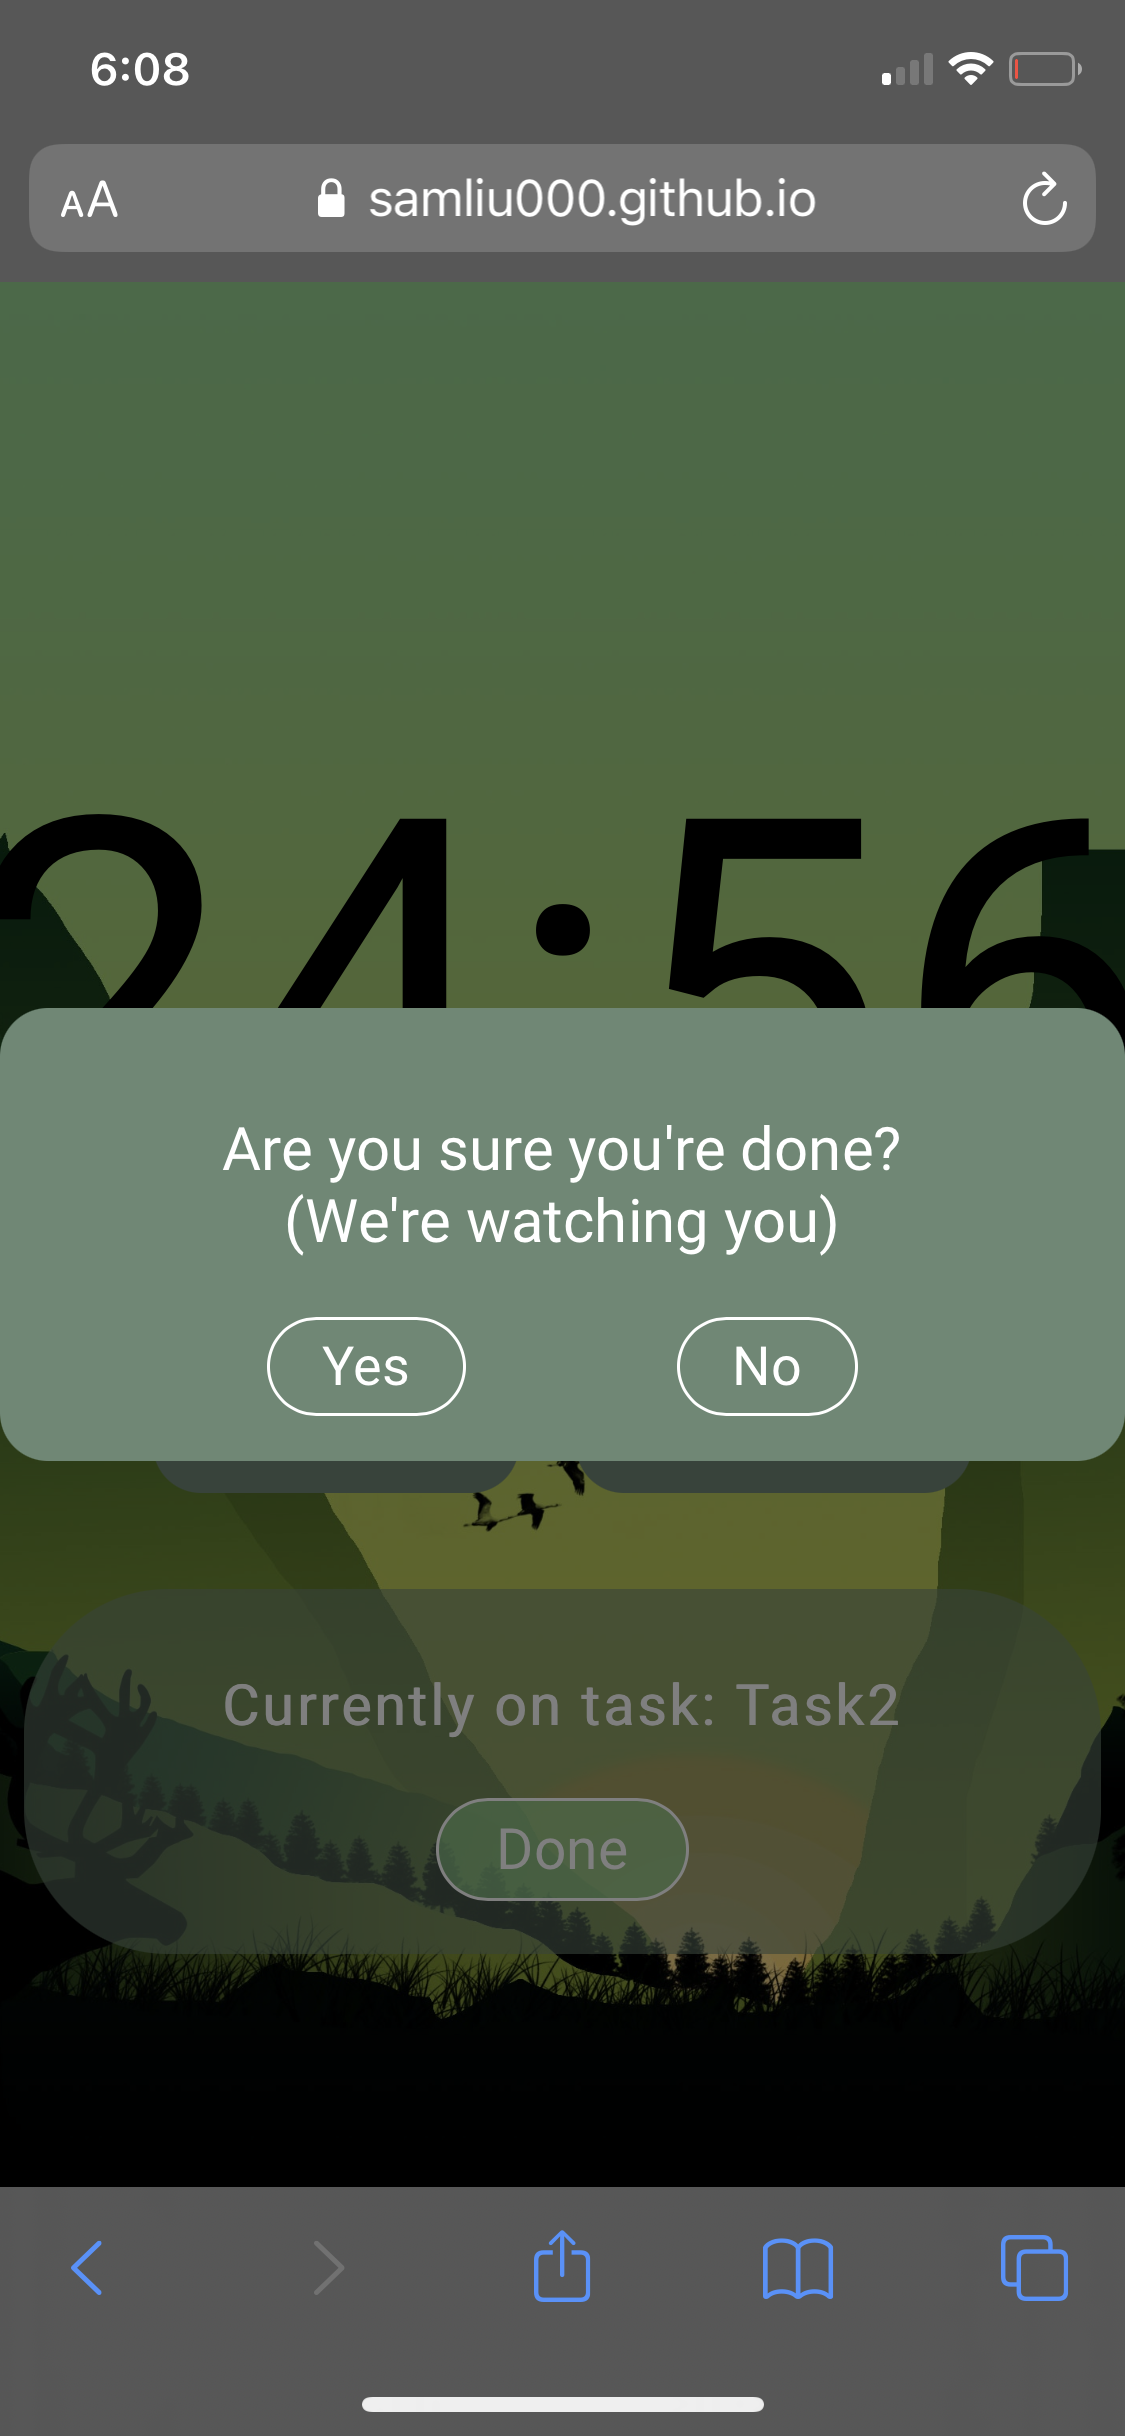 6:08
AA samliu000.github.io
24:56
Are you sure you're done?
(We're watching you)
Yes No
Currently on task: Task2
Done